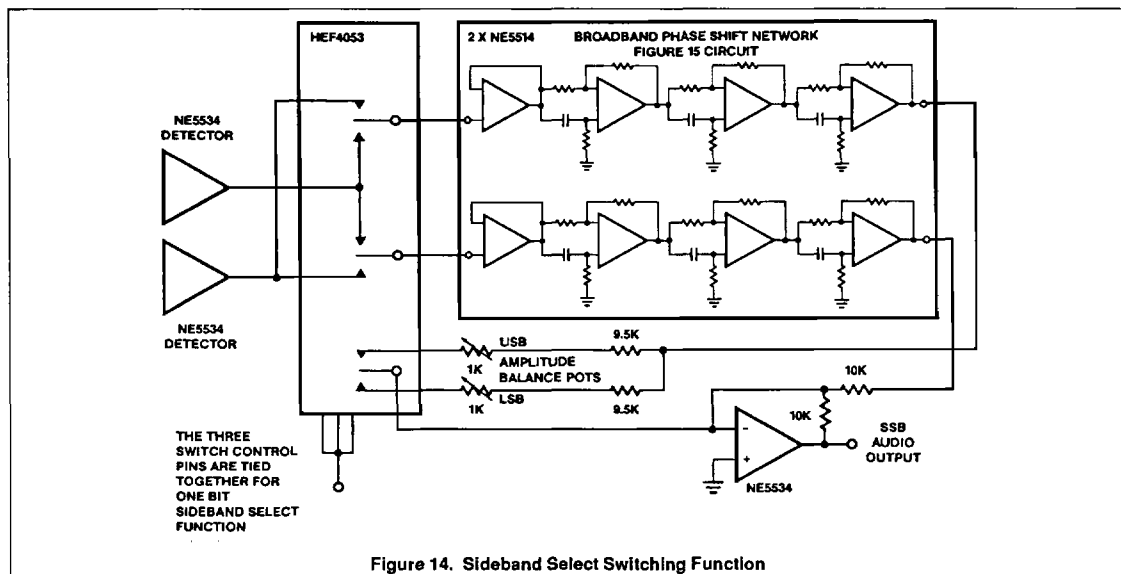 HEF4053
2 X NE5514
BROADBAND PHASE SHIFT NETWORK
FIGURE 15 CIRCUIT
NE5534
DETECTOR
NE5534
DETECTOR
USB
9.5K
1K
AMPLITUDE
BALANCE POTS
LSB
1K
9.5K
10K
10K
-
+
NE5534
SSB
AUDIO
OUTPUT
THE THREE
SWITCH CONTROL
PINS ARE TIED
TOGETHER FOR
ONE BIT
SIDEBAND SELECT
FUNCTION
Figure 14. Sideband Select Switching Function